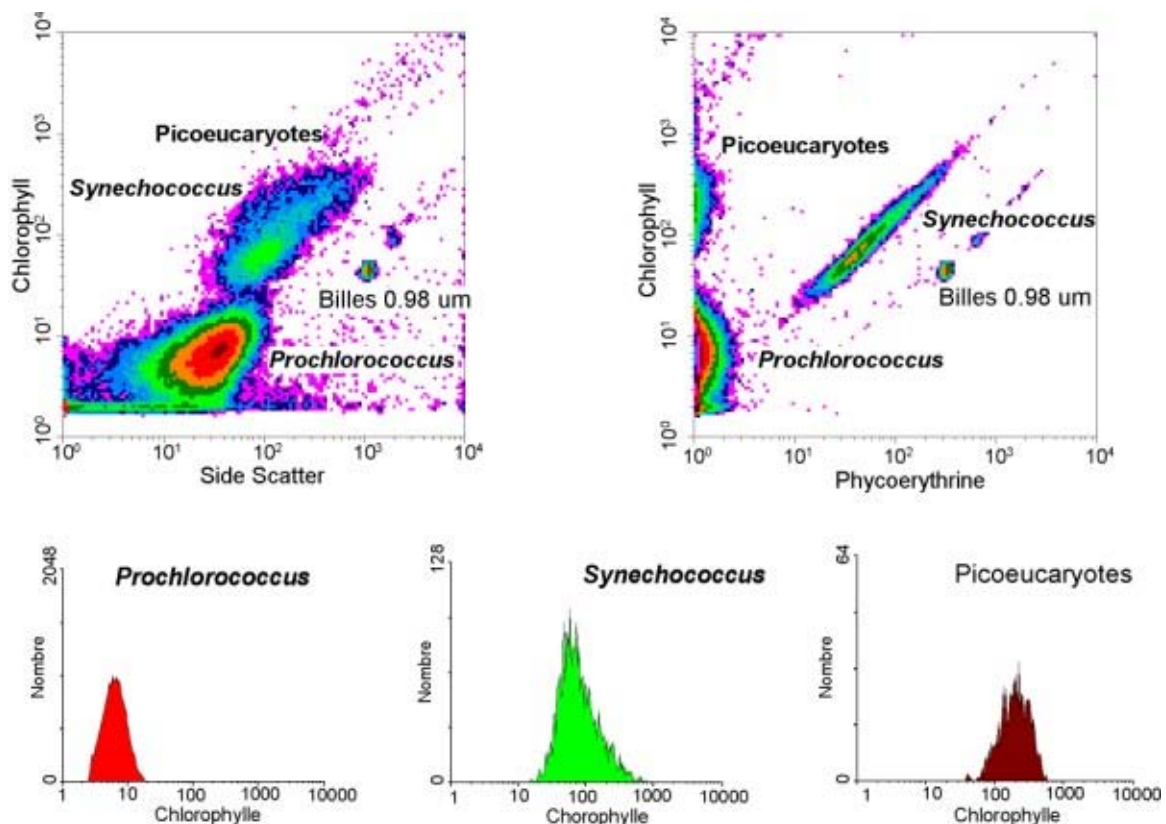 10⁴
10³
10²
10¹
10⁰
Chlorophyll
Picoeucaryotes
Synechococcus
Billes 0.98 um
Prochlorococcus
10⁰ 10¹ 10² 10³ 10⁴
Side Scatter
10⁴
10³
10²
10¹
10⁰
Chlorophyll
Picoeucaryotes
Synechococcus
Billes 0.98 um
Prochlorococcus
10⁰ 10¹ 10² 10³ 10⁴
Phycoerythrine
2048
0
Nombre
Prochlorococcus
1 10 100 1000 10000
Chlorophylle
128
0
Nombre
Synechococcus
1 10 100 1000 10000
Chorophylle
64
0
Nombre
Picoeucaryotes
1 10 100 1000 10000
Chlorophylle